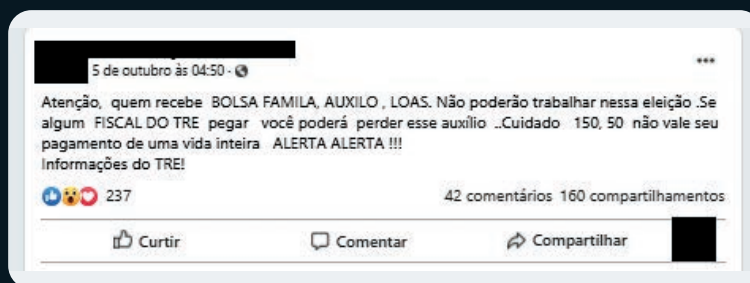 5 de outubro às 04:50 ·
Atenção, quem recebe BOLSA FAMILA, AUXILO , LOAS. Não poderão trabalhar nessa eleição .Se
algum FISCAL DO TRE pegar você poderá perder esse auxílio ..Cuidado 150, 50 não vale seu
pagamento de uma vida inteira ALERTA ALERTA !!!
Informações do TRE!
237 42 comentários 160 compartilhamentos
Curtir Comentar Compartilhar